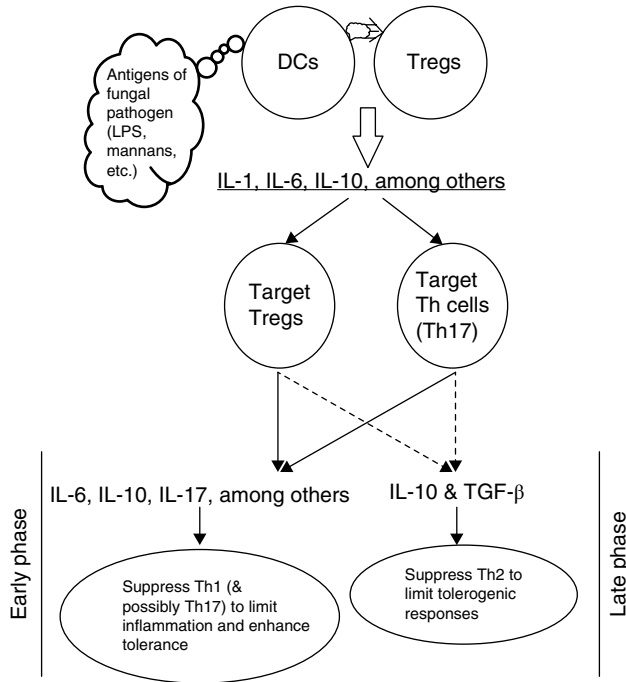 DCs
Tregs
Antigens of
fungal
pathogen
(LPS,
mannans,
etc.)
IL-1, IL-6, IL-10, among others
Target
Tregs
Target
Th cells
(Th17)
Early phase
IL-6, IL-10, IL-17, among others
IL-10 & TGF-β
Late phase
Suppress Th1 (&
possibly Th17) to limit
inflammation and enhance
tolerance
Suppress Th2 to
limit tolerogenic
responses